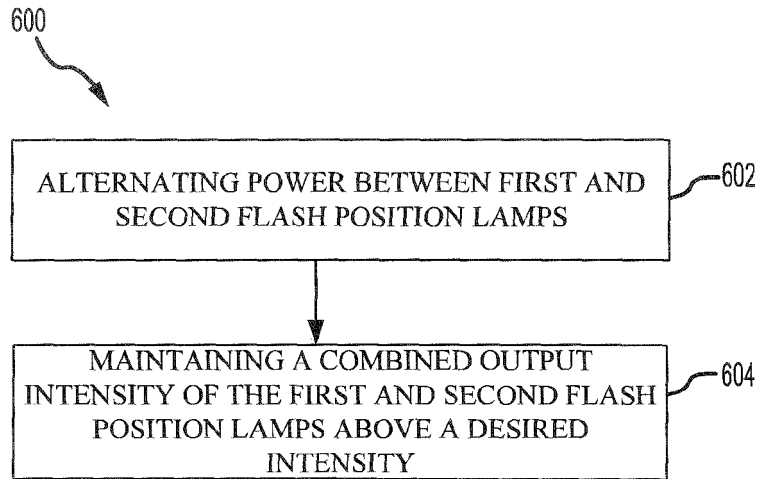 600
ALTERNATING POWER BETWEEN FIRST AND
SECOND FLASH POSITION LAMPS
602
MAINTAINING A COMBINED OUTPUT
INTENSITY OF THE FIRST AND SECOND FLASH
POSITION LAMPS ABOVE A DESIRED
INTENSITY
604